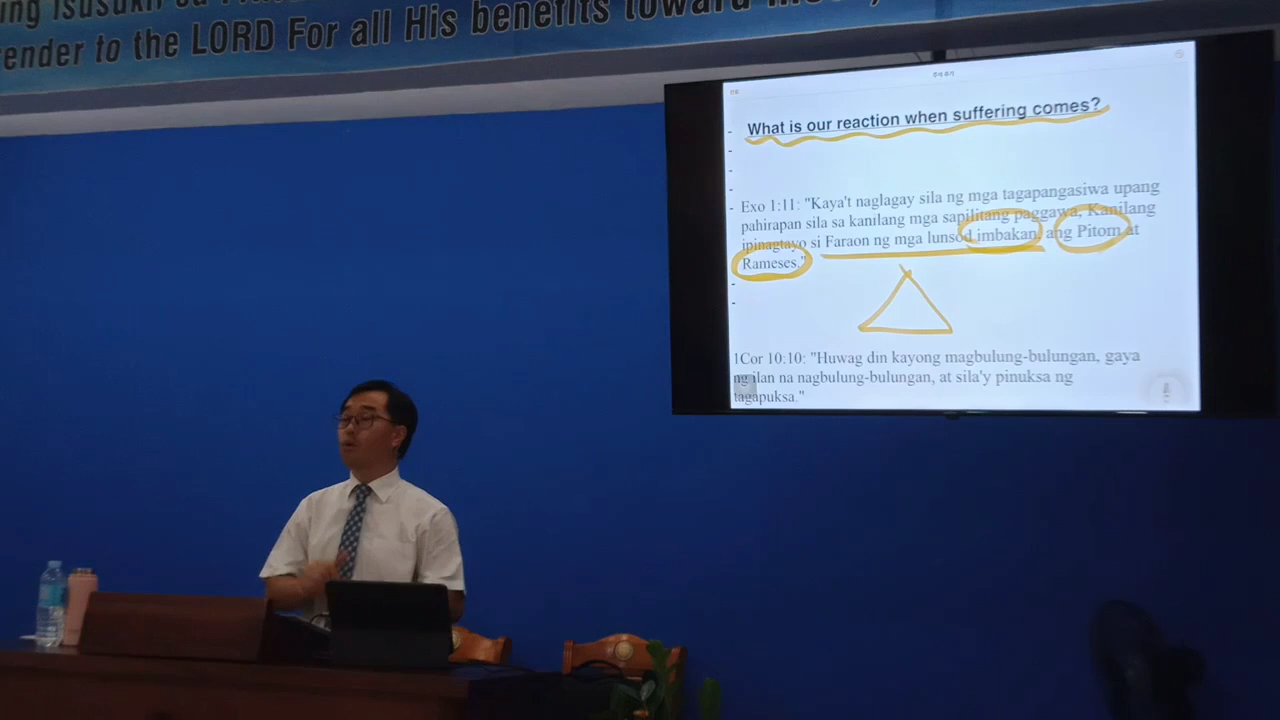 ng isusukli sa
render to the LORD For all His benefits toward
What is our reaction when suffering comes?
Exo 1:11: "Kaya't naglagay sila ng mga tagapangasiwa upang
pahirapan sila sa kanilang mga sapilitang paggawa, Kanilang
ipinagtayo si Faraon ng mga lunsod imbakan, ang Pitom at
Rameses."
1Cor 10:10: "Huwag din kayong magbulung-bulungan, gaya
ng ilan na nagbulung-bulungan, at sila'y pinuksa ng
tagapuksa."